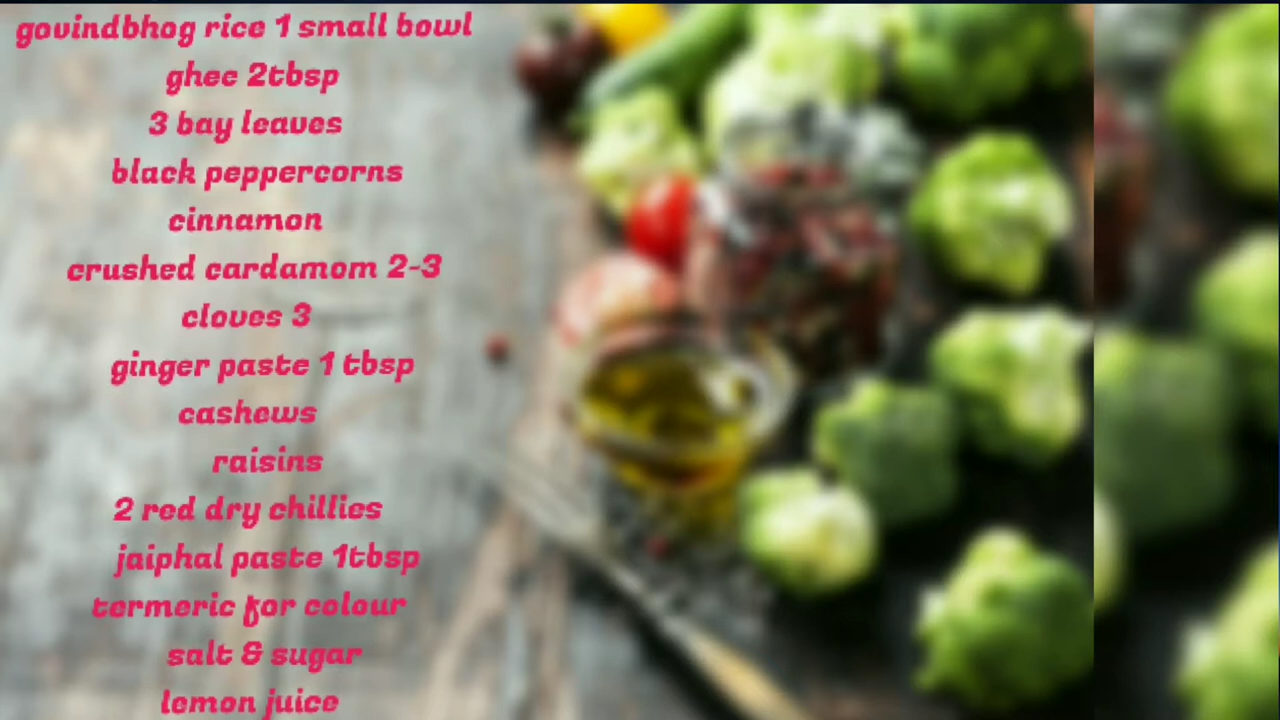 govindbhog rice 1 small bowl
ghee 2tbsp
3 bay leaves
black peppercorns
cinnamon
crushed cardamom 2-3
cloves 3
ginger paste 1 tbsp
cashews
raisins
2 red dry chillies
jaiphal paste 1tbsp
termeric for colour
salt & sugar
lemon juice